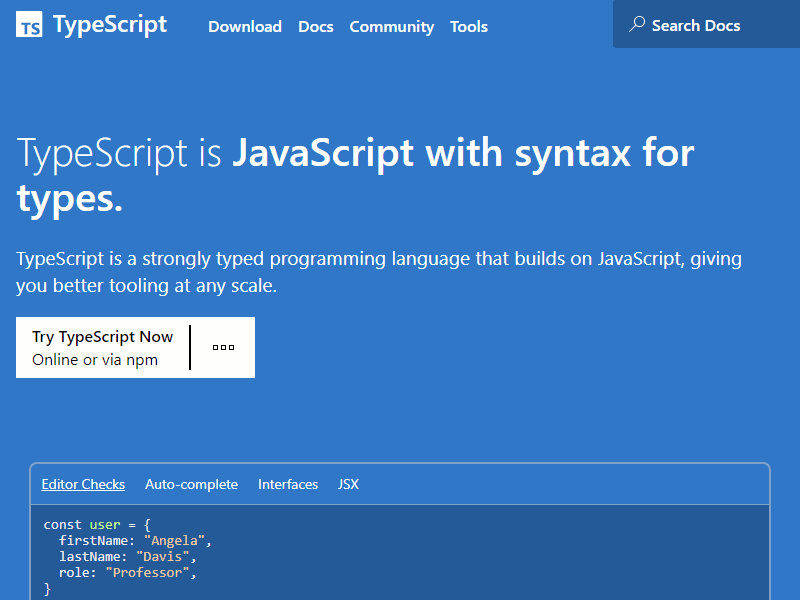 TS TypeScript Download Docs Community Tools Search Docs
TypeScript is JavaScript with syntax for
types.
TypeScript is a strongly typed programming language that builds on JavaScript, giving
you better tooling at any scale.
Try TypeScript Now
Online or via npm
Editor Checks Auto-complete Interfaces JSX
const user = {
  firstName: "Angela",
  lastName: "Davis",
  role: "Professor",
}